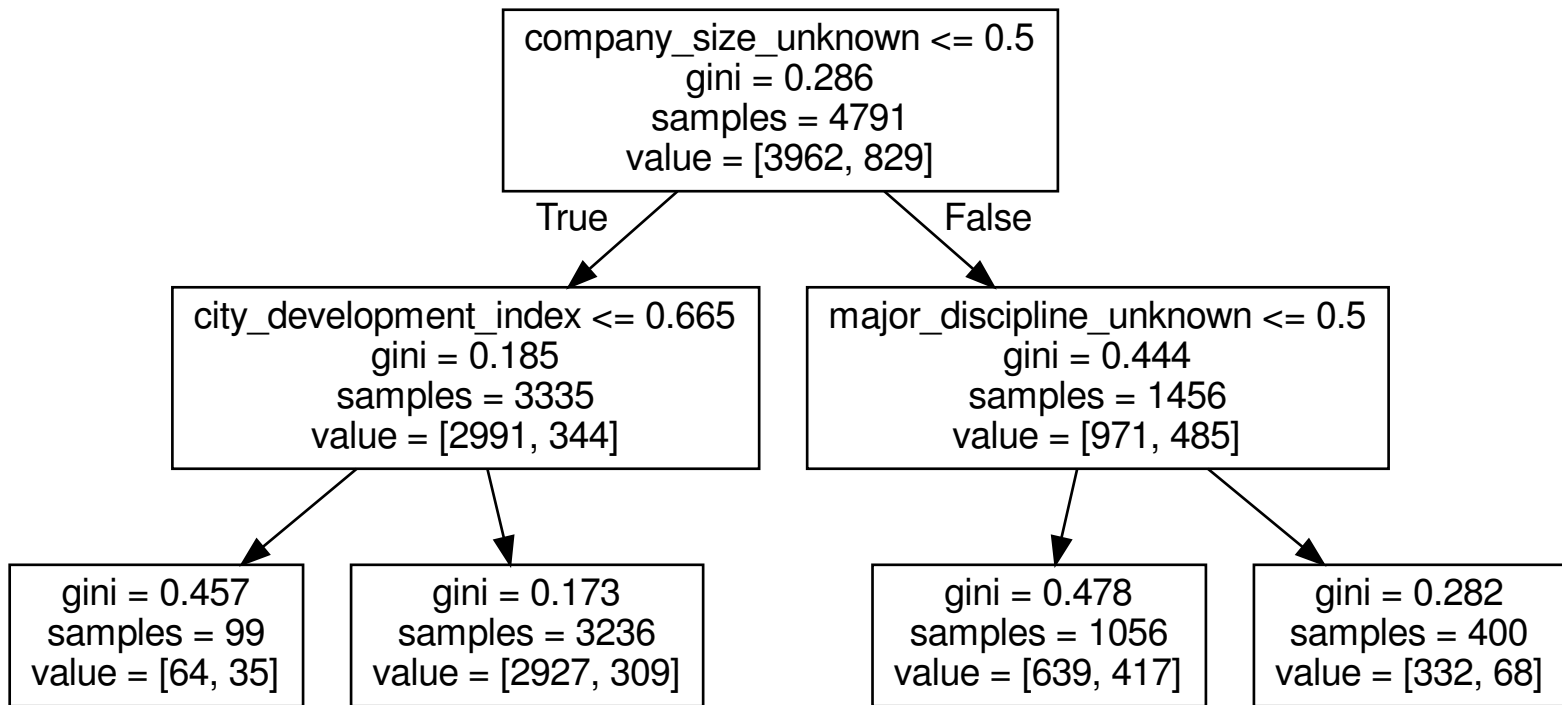 company_size_unknown <= 0.5
gini = 0.286
samples = 4791
value = [3962, 829]
True
False
city_development_index <= 0.665
gini = 0.185
samples = 3335
value = [2991, 344]
major_discipline_unknown <= 0.5
gini = 0.444
samples = 1456
value = [971, 485]
gini = 0.457
samples = 99
value = [64, 35]
gini = 0.173
samples = 3236
value = [2927, 309]
gini = 0.478
samples = 1056
value = [639, 417]
gini = 0.282
samples = 400
value = [332, 68]